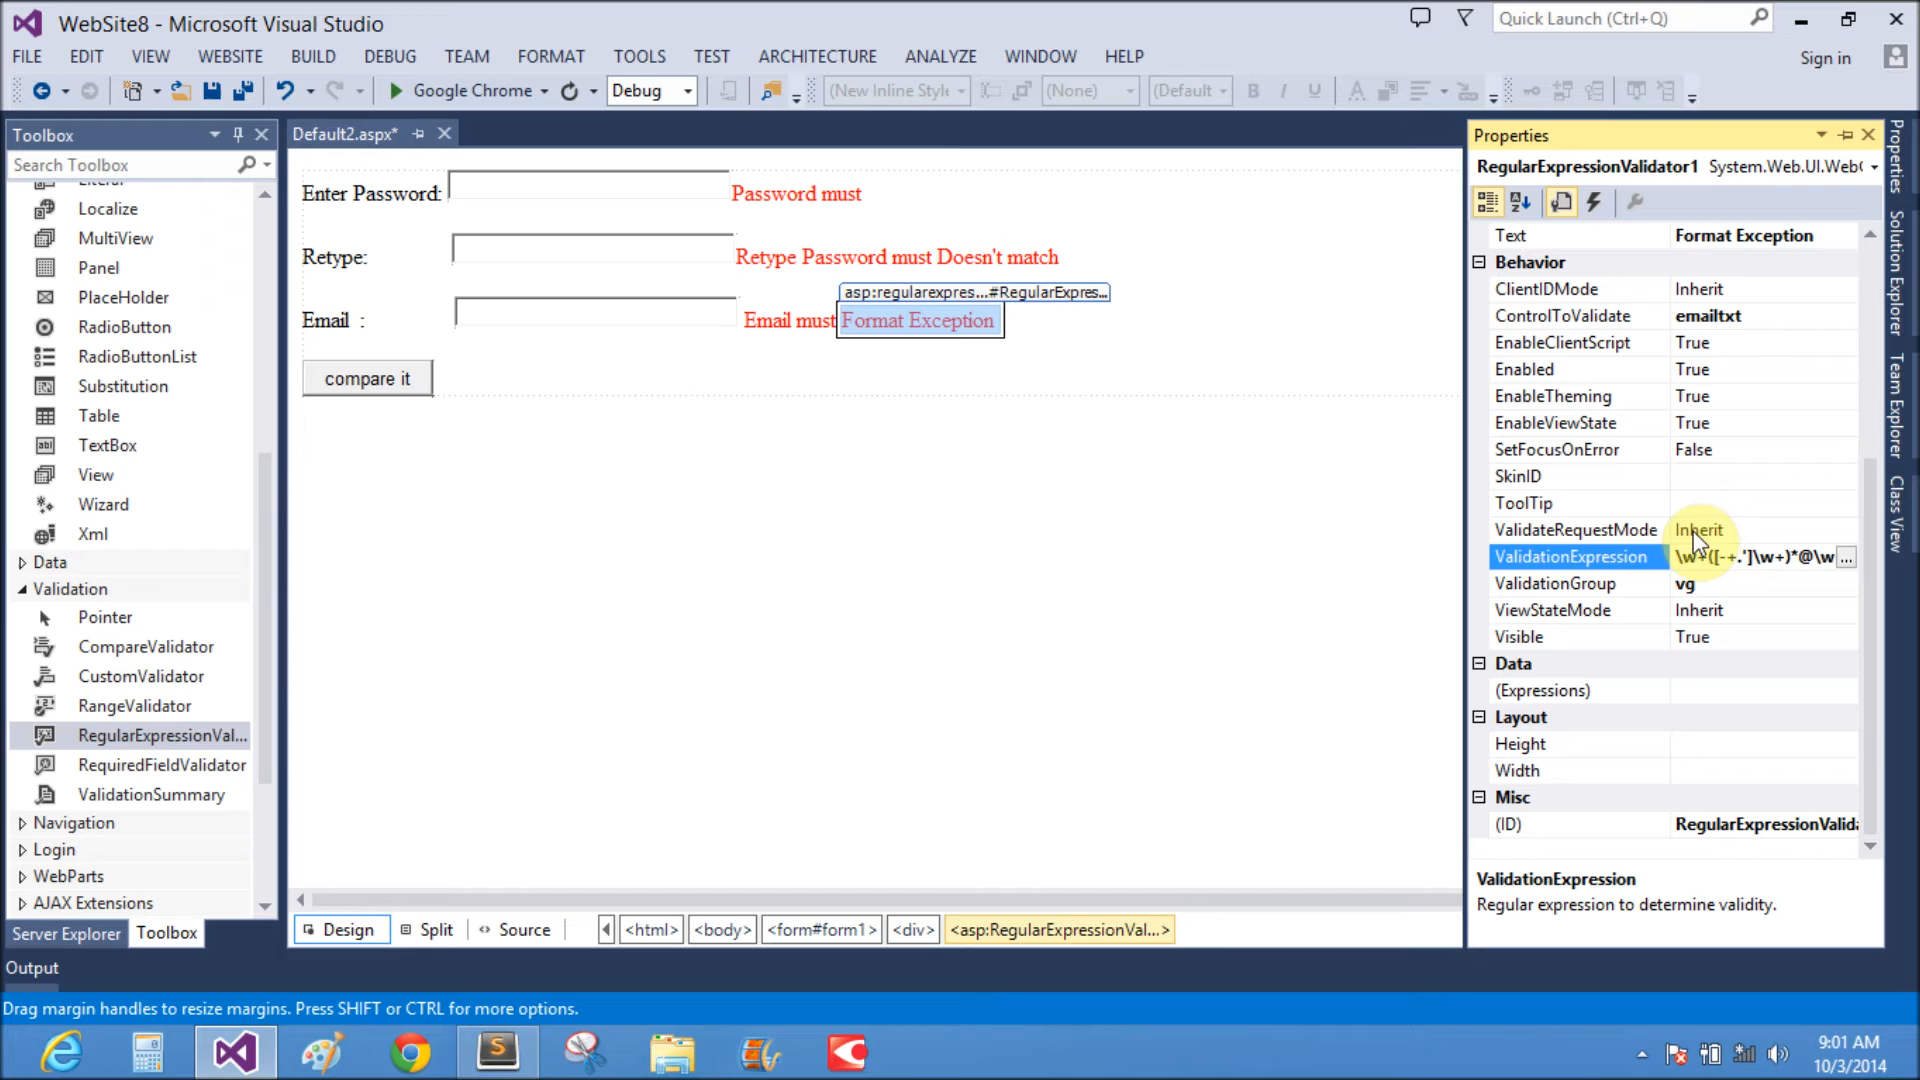 WebSite8 - Microsoft Visual Studio
Quick Launch (Ctrl+Q)
FILE EDIT VIEW WEBSITE BUILD DEBUG TEAM FORMAT TOOLS TEST ARCHITECTURE ANALYZE WINDOW HELP
Sign in
Google Chrome Debug (New Inline Style (None) (Default B I U A
Toolbox
Search Toolbox
Localize
MultiView
Panel
PlaceHolder
RadioButton
RadioButtonList
Substitution
Table
TextBox
View
Wizard
Xml
Data
Validation
Pointer
CompareValidator
CustomValidator
RangeValidator
RegularExpressionVal...
RequiredFieldValidator
ValidationSummary
Navigation
Login
WebParts
AJAX Extensions
Server Explorer Toolbox
Default2.aspx*
Enter Password: Password must
Retype: Retype Password must Doesn't match
asp:regularexpres...#RegularExpres...
Email : Email must Format Exception
compare it
Design Split Source <html> <body> <form#form1> <div> <asp:RegularExpressionVal...>
Properties
RegularExpressionValidator1 System.Web.UI.Web
Text Format Exception
Behavior
ClientIDMode Inherit
ControlToValidate emailtxt
EnableClientScript True
Enabled True
EnableTheming True
EnableViewState True
SetFocusOnError False
SkinID
ToolTip
ValidateRequestMode Inherit
ValidationExpression \w+([-+.']\w+)*@\w ...
ValidationGroup vg
ViewStateMode Inherit
Visible True
Data
(Expressions)
Layout
Height
Width
Misc
(ID) RegularExpressionValida
ValidationExpression
Regular expression to determine validity.
Properties
Solution Explorer
Team Explorer
Class View
Output
Drag margin handles to resize margins. Press SHIFT or CTRL for more options.
9:01 AM
10/3/2014